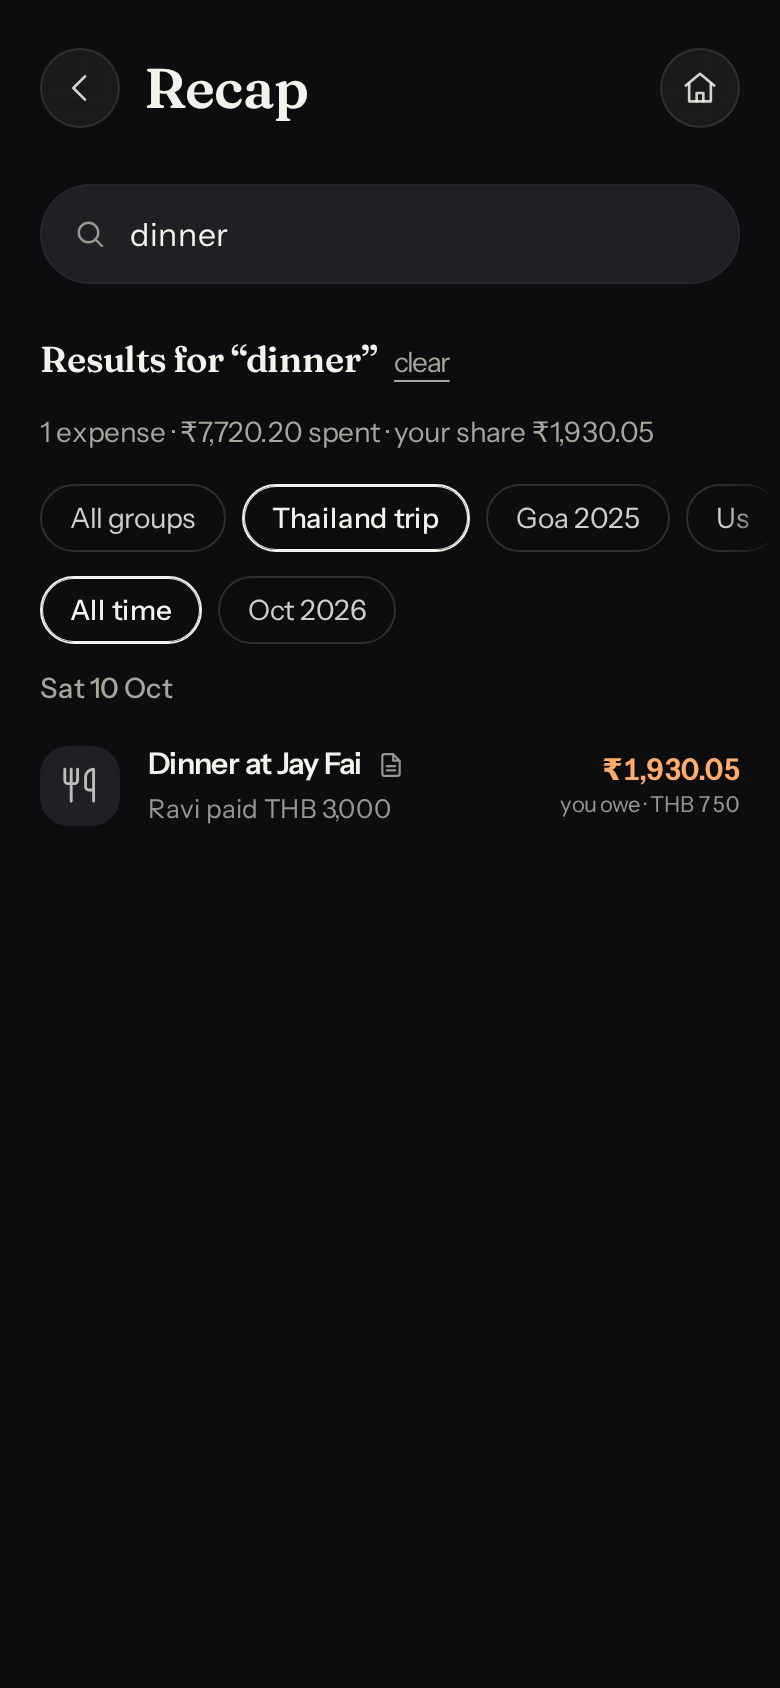 Recap
dinner
Results for “dinner” clear
1 expense · ₹7,720.20 spent · your share ₹1,930.05
All groups Thailand trip Goa 2025 Us
All time Oct 2026
Sat 10 Oct
Dinner at Jay Fai ₹1,930.05
Ravi paid THB 3,000 you owe · THB 750